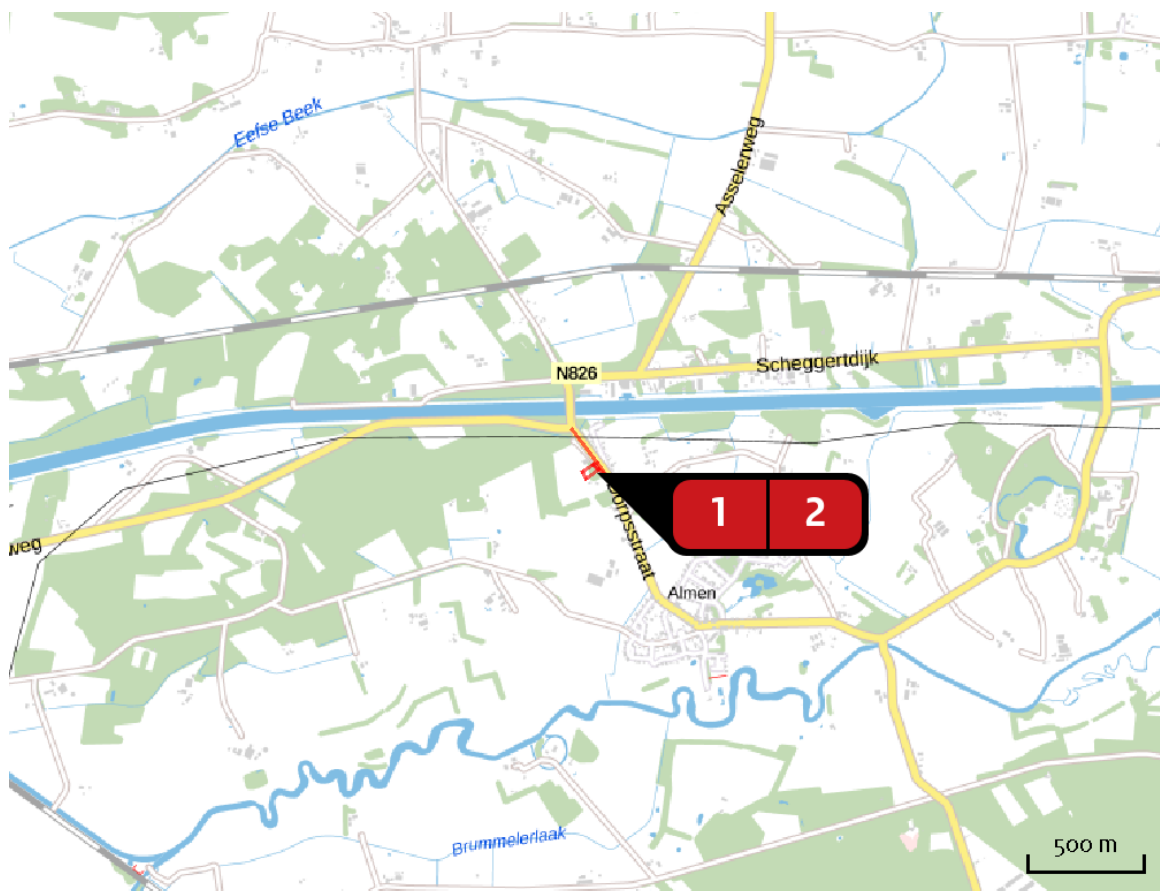 Eefse Beek
Asselerweg
N826
Scheggertdijk
1 2
weg
Dorpsstraat
Almen
Brummelerlaak
500 m